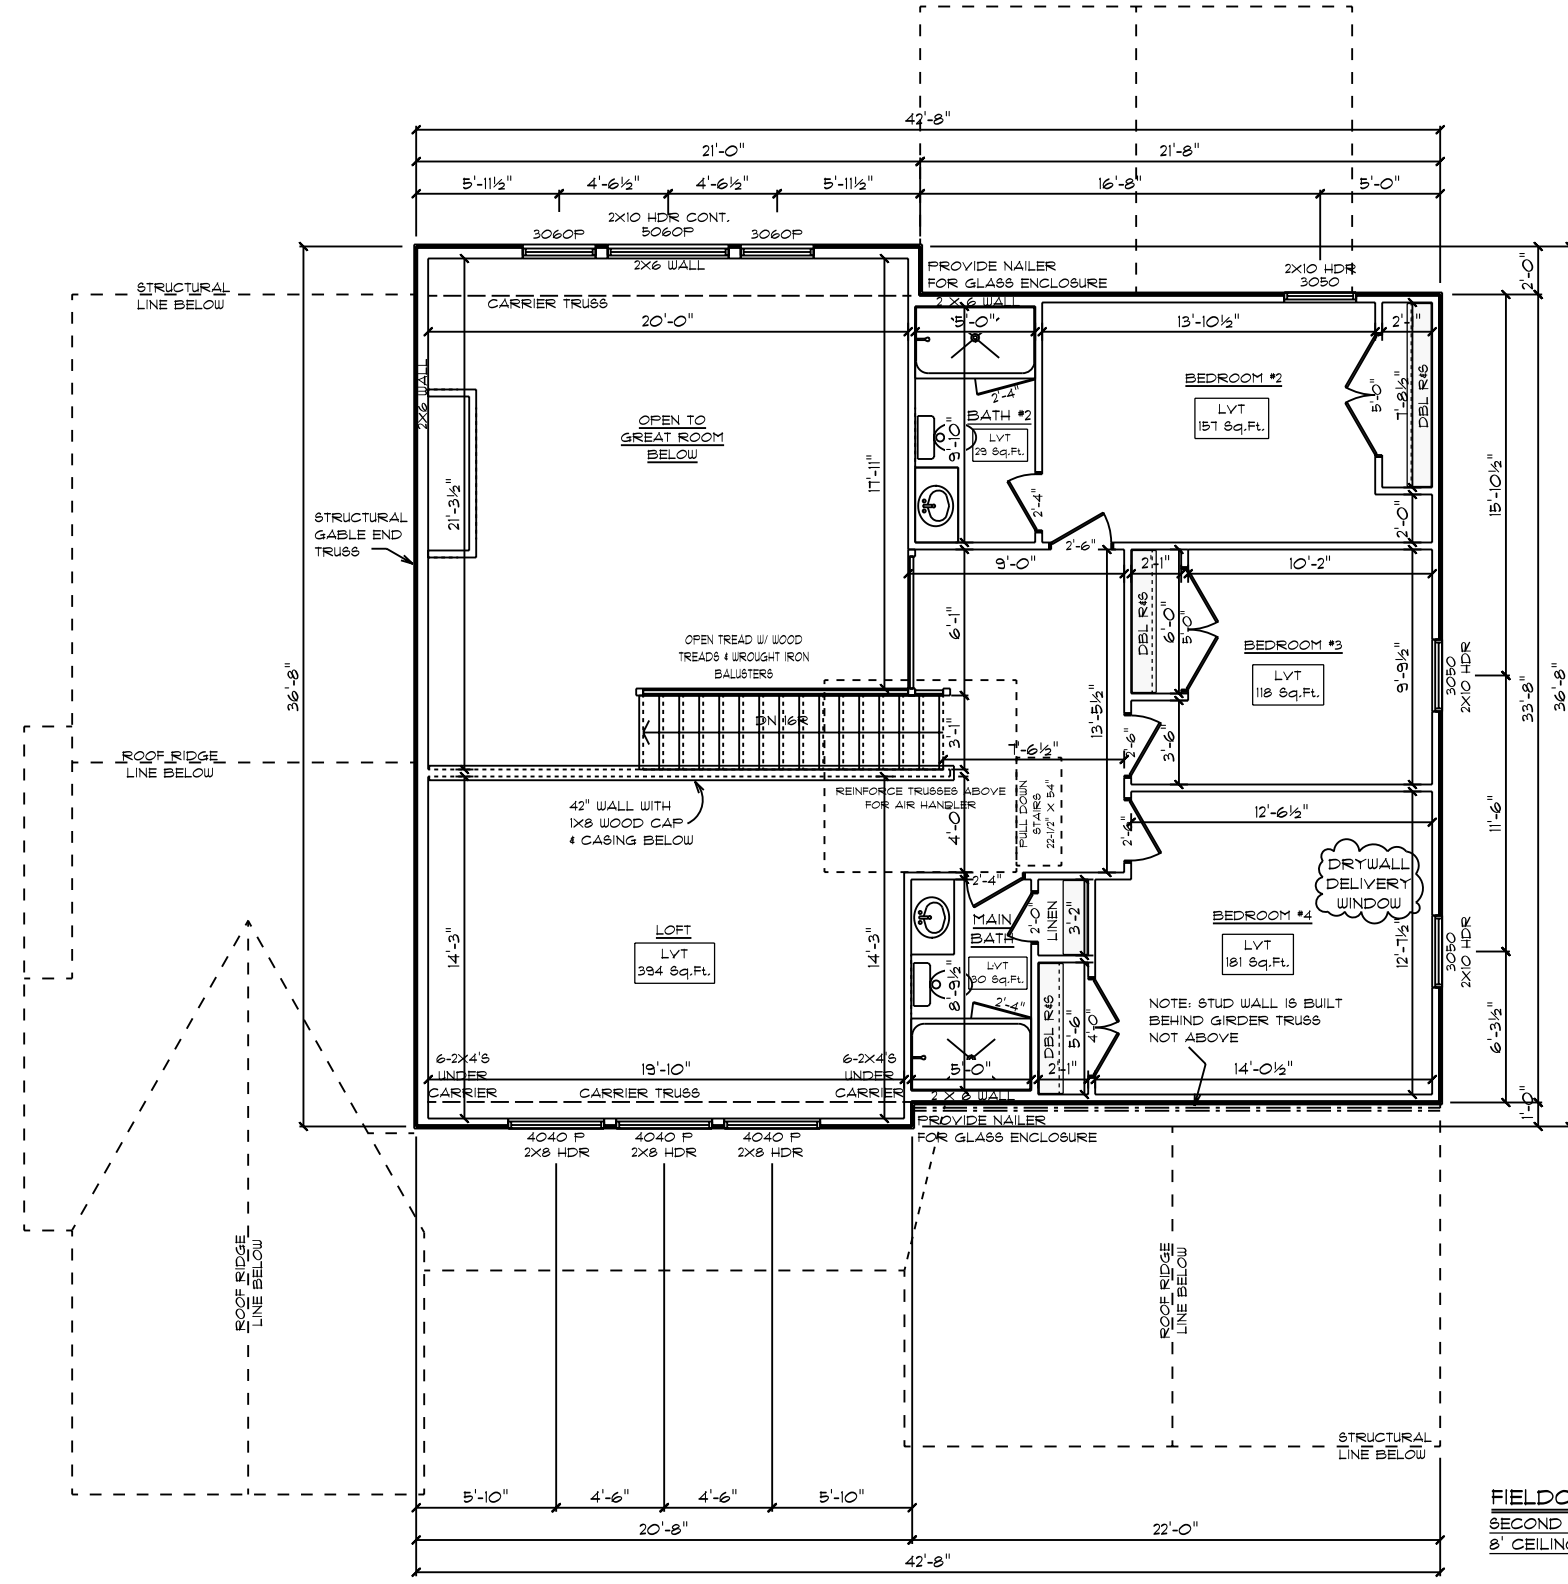 42'-8"
21'-0"
21'-8"
5'-11½"
4'-6½"
4'-6½"
5'-11½"
16'-8"
5'-0"
2X10 HDR CONT.
3060P
5060P
3060P
2X6 WALL
PROVIDE NAILER
FOR GLASS ENCLOSURE
2X10 HDR
3050
2'-0"
STRUCTURAL
LINE BELOW
CARRIER TRUSS
2 X 6 WALL
20'-0"
5'-0"
13'-10½"
2X6 WALL
OPEN TO
GREAT ROOM
BELOW
2'-4"
BATH #2
LVT
29 Sq.Ft.
9'-10"
2'-4"
BEDROOM #2
LVT
157 Sq.Ft.
5'-0"
7'-8½"
DBL R&S
15'-10½"
17'-11"
21'-3½"
STRUCTURAL
GABLE END
TRUSS
2'-6"
2'-0"
9'-0"
2'-1"
10'-2"
6'-1"
DBL R&S
6'-0"
5'-0"
BEDROOM #3
LVT
118 Sq.Ft.
9'-9½"
3050
2X10 HDR
36'-8"
33'-8"
36'-8"
OPEN TREAD W/ WOOD
TREADS & WROUGHT IRON
BALUSTERS
DN 16R
3'-1"
13'-5½"
2'-6"
3'-6"
7'-6½"
ROOF RIDGE
LINE BELOW
REINFORCE TRUSSES ABOVE
FOR AIR HANDLER
42" WALL WITH
1X8 WOOD CAP
& CASING BELOW
4'-0"
PULL DOWN
STAIRS
22-1/2" X 54"
2'-6"
12'-6½"
11'-6"
DRYWALL
DELIVERY
WINDOW
2'-4"
MAIN
BATH
2'-0"
LINEN
3'-2"
BEDROOM #4
LVT
181 Sq.Ft.
12'-7½"
3050
2X10 HDR
LOFT
LVT
394 Sq.Ft.
14'-3"
14'-3"
8'-9½"
LVT
30 Sq.Ft.
2'-4"
DBL R&S
5'-6"
4'-0"
NOTE: STUD WALL IS BUILT
BEHIND GIRDER TRUSS
NOT ABOVE
6'-3½"
6-2X4'S
UNDER
CARRIER
19'-10"
CARRIER TRUSS
6-2X4'S
UNDER
CARRIER
5'-0"
2'-1"
14'-0½"
2 X 6 WALL
1'-0"
PROVIDE NAILER
FOR GLASS ENCLOSURE
4040 P
2X8 HDR
4040 P
2X8 HDR
4040 P
2X8 HDR
ROOF RIDGE
LINE BELOW
ROOF RIDGE
LINE BELOW
STRUCTURAL
LINE BELOW
5'-10"
4'-6"
4'-6"
5'-10"
20'-8"
22'-0"
42'-8"
SECOND
8' CEILING